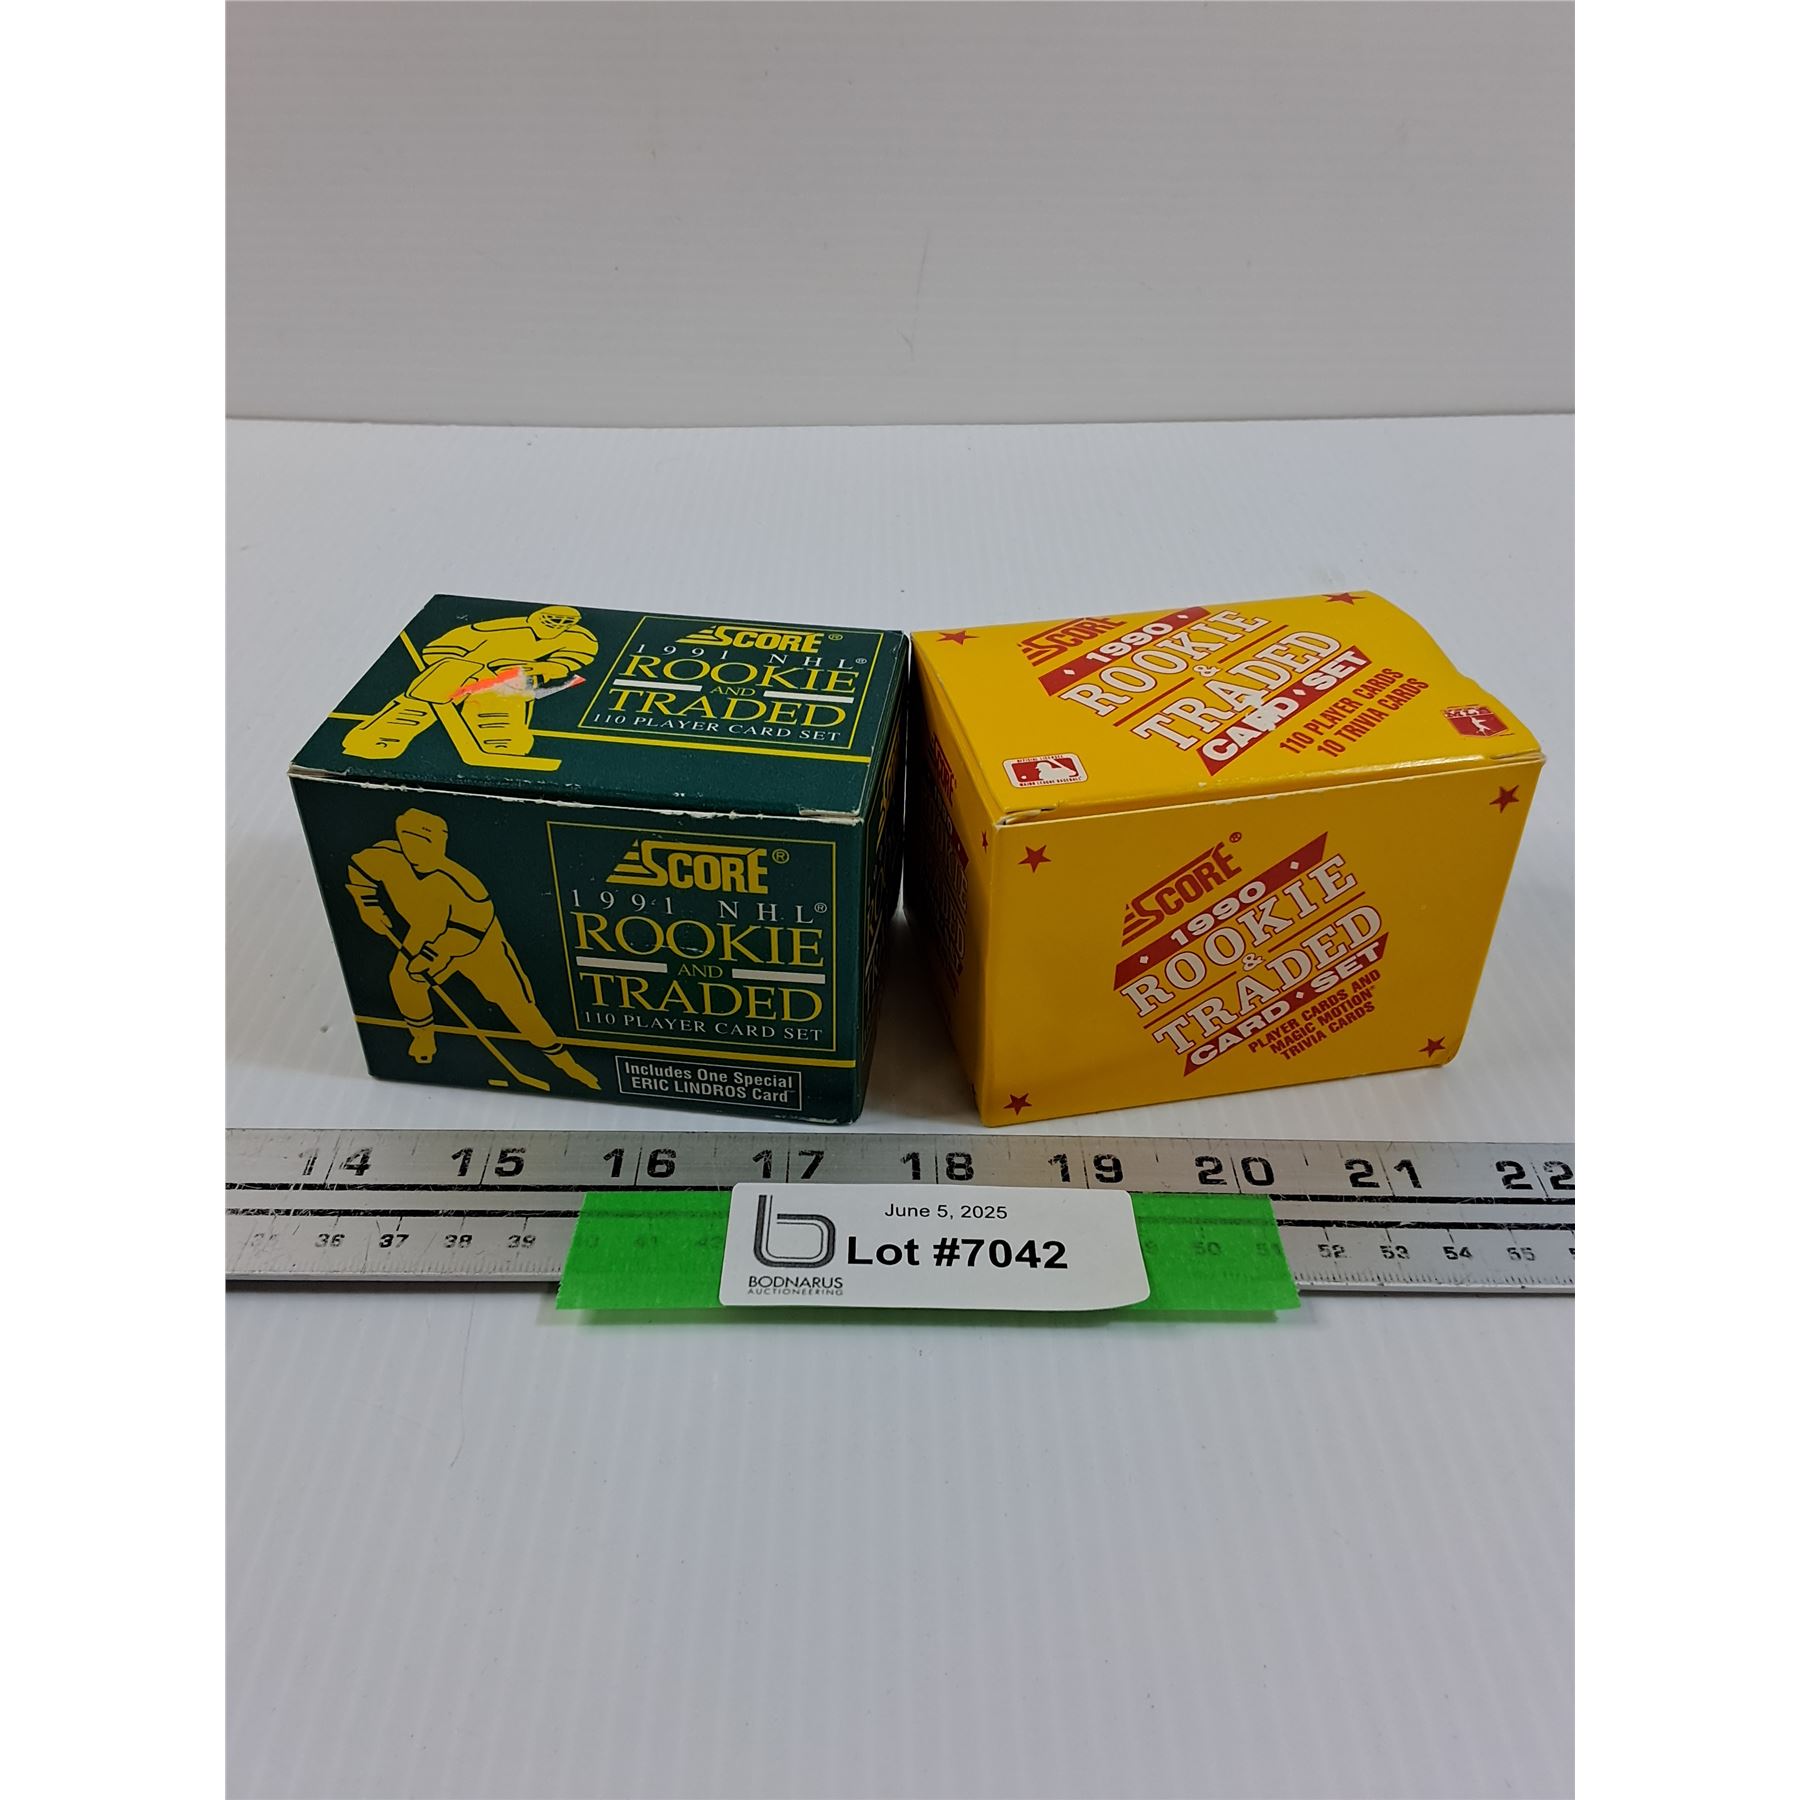 SCORE®
1991 NHL®
ROOKIE
AND
TRADED
110 PLAYER CARD SET
SCORE®
1991 NHL®
ROOKIE
AND
TRADED
110 PLAYER CARD SET
Includes One Special
ERIC LINDROS Card
SCORE
1990
ROOKIE
&
TRADED
CARD • SET
110 PLAYER CARDS
10 TRIVIA CARDS
SCORE®
1990
ROOKIE
&
TRADED
CARD • SET
PLAYER CARDS AND
MAGIC MOTION
TRIVIA CARDS
14 15 16 17 18 19 20 21 22
36 37 38 39 50 51 52 53 54 55
June 5, 2025
Lot #7042
BODNARUS
AUCTIONEERING